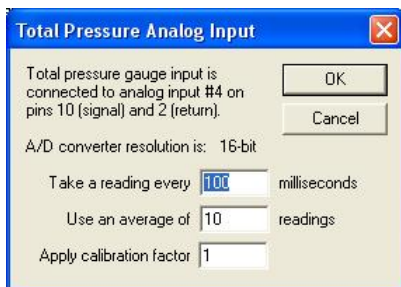 Total Pressure Analog Input
Total pressure gauge input is
connected to analog input #4 on
pins 10 (signal) and 2 (return).
OK
Cancel
A/D converter resolution is: 16-bit
Take a reading every 100 milliseconds
Use an average of 10 readings
Apply calibration factor 1